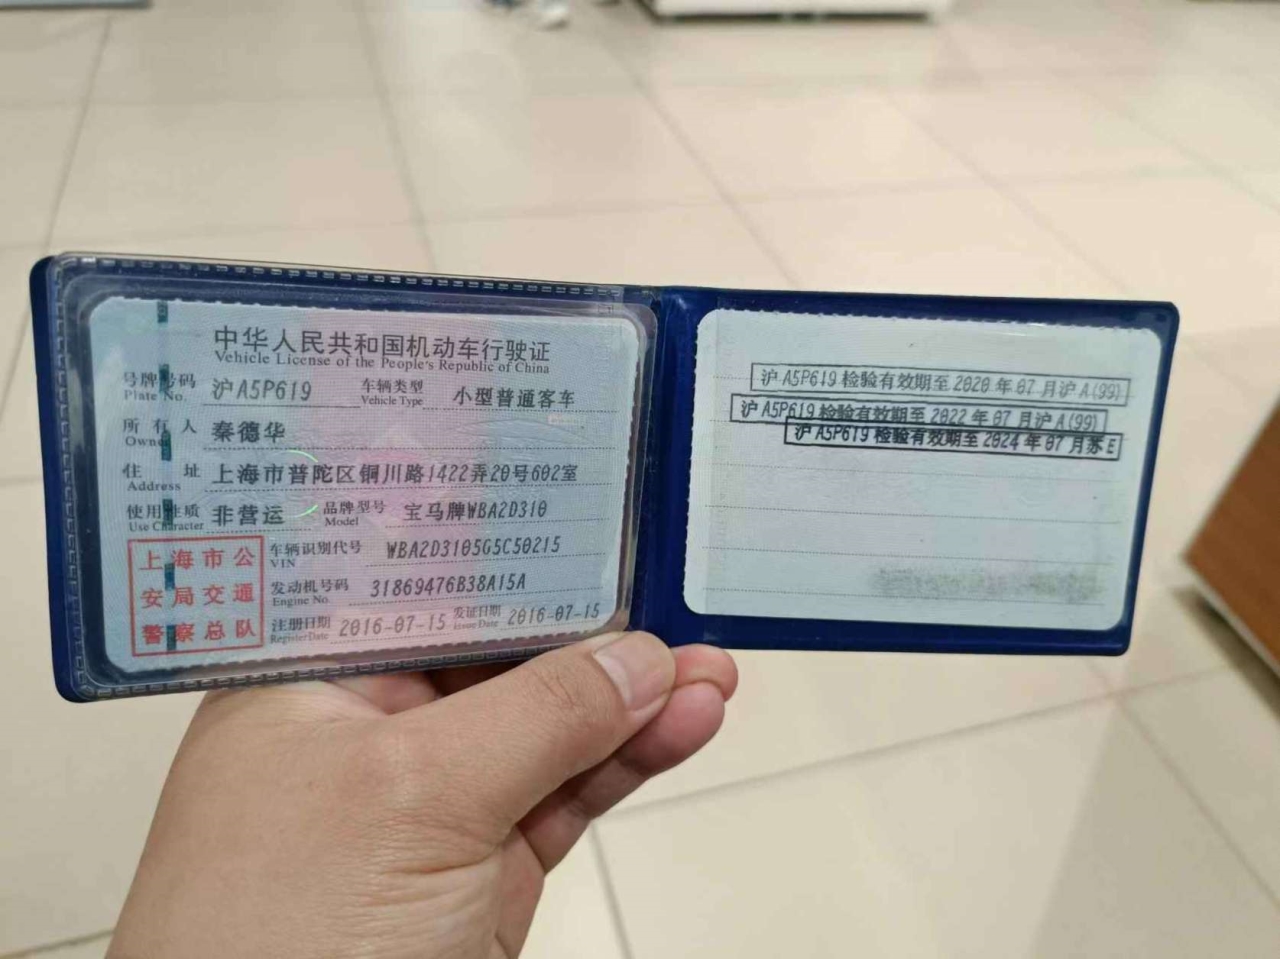 中华人民共和国机动车行驶证
Vehicle License of the People's Republic of China
号牌号码 沪A5P619 车辆类型 小型普通客车
Plate No. Vehicle Type
所有人 秦德华
Owner
住址 上海市普陀区铜川路1422弄20号602室
Address
使用性质 非营运 品牌型号 宝马牌WBA2D310
Use Character Model
上海市公
安局交通
警察总队
车辆识别代号 WBA2D3105G5C50215
VIN
发动机号码 31869476B38A15A
Engine No.
注册日期 2016-07-15 发证日期 2016-07-15
Register Date Issue Date
沪A5P619检验有效期至2020年07月沪A(99)
沪A5P619检验有效期至2022年07月沪A(99)
沪A5P619检验有效期至2024年07月苏E